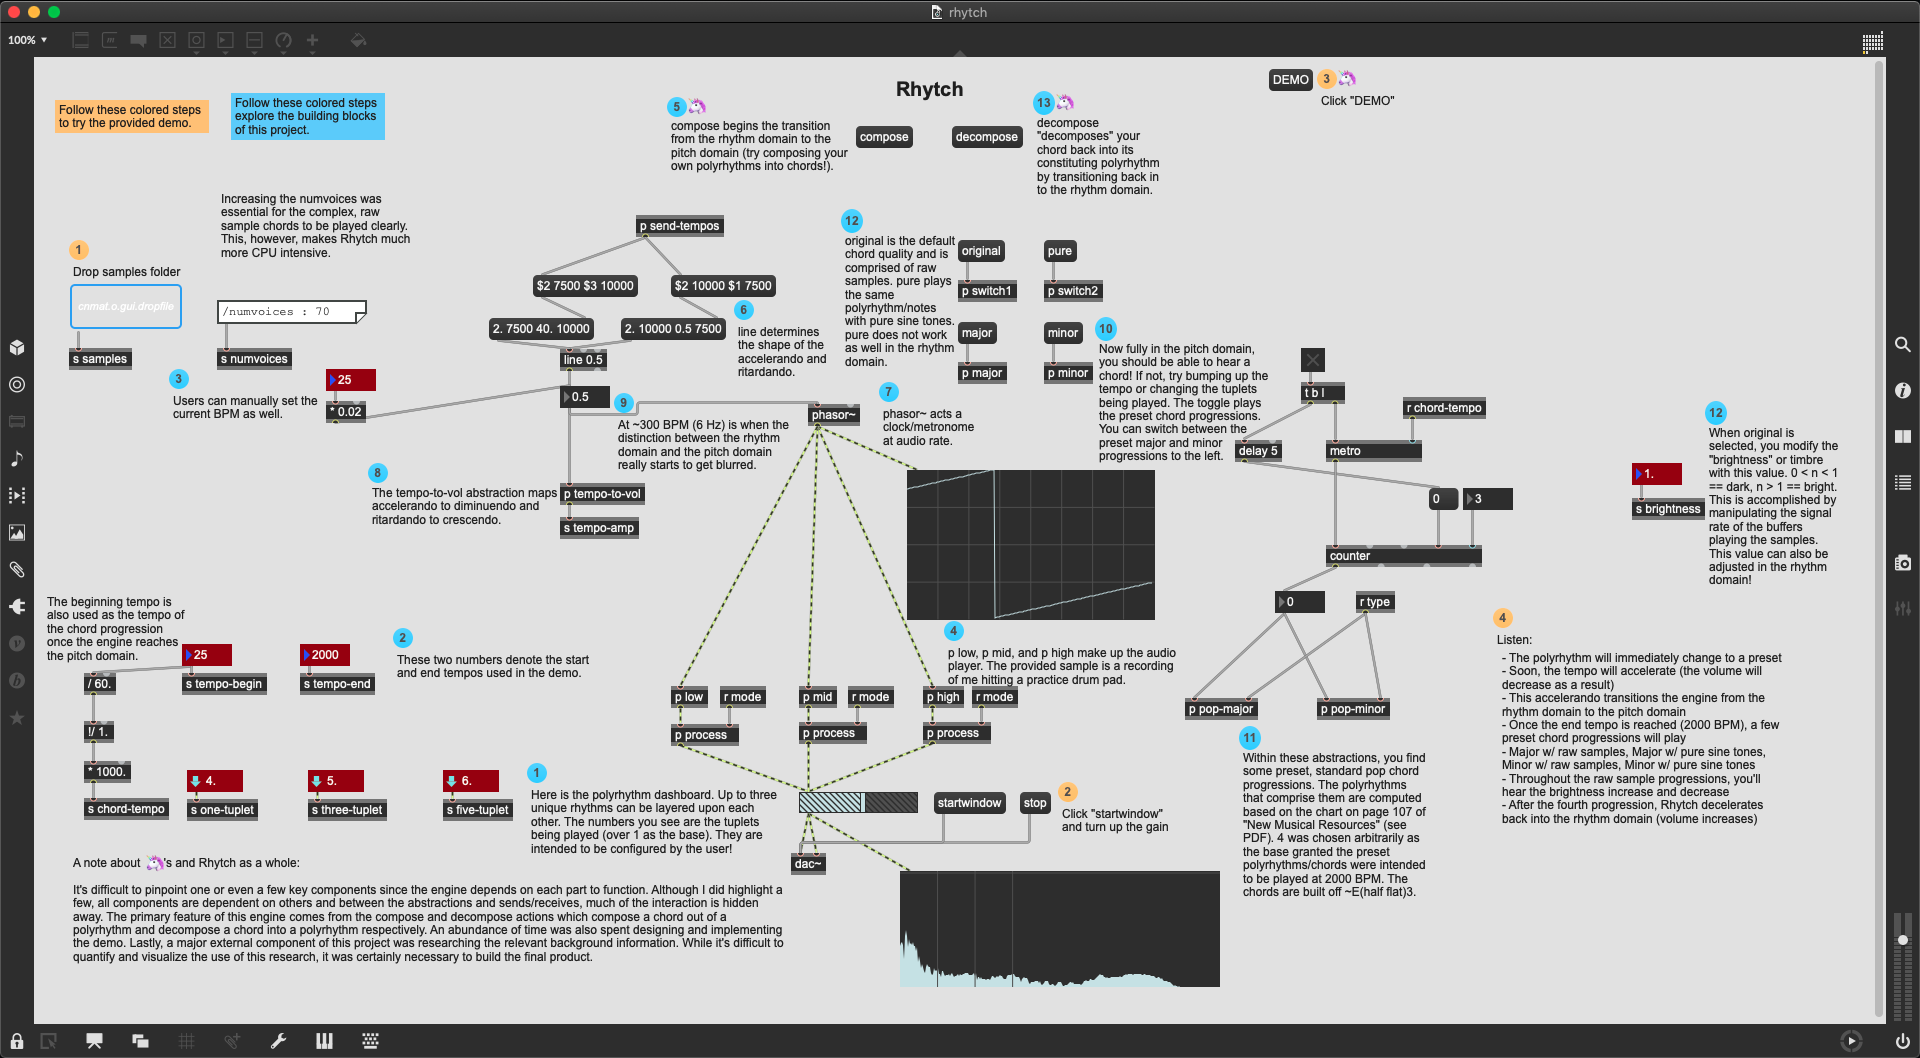 rhytch
100%
Rhytch
DEMO
3
Click "DEMO"
Follow these colored steps
to try the provided demo.
Follow these colored steps
explore the building blocks
of this project.
5
compose begins the transition
from the rhythm domain to the
pitch domain (try composing your
own polyrhythms into chords!).
compose
decompose
13
decompose
"decomposes" your
chord back into its
constituting polyrhythm
by transitioning back in
to the rhythm domain.
Increasing the numvoices was
essential for the complex, raw
sample chords to be played clearly.
This, however, makes Rhytch much
more CPU intensive.
1
Drop samples folder
cnmat.o.gui.dropfile
s samples
/numvoices : 70
s numvoices
3
Users can manually set the
current BPM as well.
25
* 0.02
p send-tempos
$2 7500 $3 10000
$2 10000 $1 7500
2. 7500 40. 10000
2. 10000 0.5 7500
line 0.5
0.5
6
line determines
the shape of the
accelerando and
ritardando.
12
original is the default
chord quality and is
comprised of raw
samples. pure plays
the same
polyrhythm/notes
with pure sine tones.
pure does not work
as well in the rhythm
domain.
original
pure
p switch1
p switch2
major
minor
p major
p minor
9
At ~300 BPM (6 Hz) is when the
distinction between the rhythm
domain and the pitch domain
really starts to get blurred.
phasor~
7
phasor~ acts a
clock/metronome
at audio rate.
8
The tempo-to-vol abstraction maps
accelerando to diminuendo and
ritardando to crescendo.
p tempo-to-vol
s tempo-amp
10
Now fully in the pitch domain,
you should be able to hear a
chord! If not, try bumping up the
tempo or changing the tuplets
being played. The toggle plays
the preset chord progressions.
You can switch between the
preset major and minor
progressions to the left.
t b l
r chord-tempo
delay 5
metro
0
3
counter
0
r type
p pop-major
p pop-minor
1.
s brightness
12
When original is
selected, you modify the
"brightness" or timbre
with this value. 0 < n < 1
== dark, n > 1 == bright.
This is accomplished by
manipulating the signal
rate of the buffers
playing the samples.
This value can also be
adjusted in the rhythm
domain!
The beginning tempo is
also used as the tempo of
the chord progression
once the engine reaches
the pitch domain.
25
2000
/ 60.
s tempo-begin
s tempo-end
2
These two numbers denote the start
and end tempos used in the demo.
!/ 1.
* 1000.
s chord-tempo
4.
5.
6.
s one-tuplet
s three-tuplet
s five-tuplet
1
Here is the polyrhythm dashboard. Up to three
unique rhythms can be layered upon each
other. The numbers you see are the tuplets
being played (over 1 as the base). They are
intended to be configured by the user!
4
p low, p mid, and p high make up the audio
player. The provided sample is a recording
of me hitting a practice drum pad.
p low
r mode
p mid
r mode
p high
r mode
p process
p process
p process
startwindow
stop
2
Click "startwindow"
and turn up the gain
dac~
11
Within these abstractions, you find
some preset, standard pop chord
progressions. The polyrhythms
that comprise them are computed
based on the chart on page 107 of
"New Musical Resources" (see
PDF). 4 was chosen arbitrarily as
the base granted the preset
polyrhythms/chords were intended
to be played at 2000 BPM. The
chords are built off ~E(half flat)3.
4
Listen:
- The polyrhythm will immediately change to a preset
- Soon, the tempo will accelerate (the volume will
decrease as a result)
- This accelerando transitions the engine from the
rhythm domain to the pitch domain
- Once the end tempo is reached (2000 BPM), a few
preset chord progressions will play
- Major w/ raw samples, Major w/ pure sine tones,
Minor w/ raw samples, Minor w/ pure sine tones
- Throughout the raw sample progressions, you'll
hear the brightness increase and decrease
- After the fourth progression, Rhytch decelerates
back into the rhythm domain (volume increases)
A note about 🦄's and Rhytch as a whole:
It's difficult to pinpoint one or even a few key components since the engine depends on each part to function. Although I did highlight a
few, all components are dependent on others and between the abstractions and sends/receives, much of the interaction is hidden
away. The primary feature of this engine comes from the compose and decompose actions which compose a chord out of a
polyrhythm and decompose a chord into a polyrhythm respectively. An abundance of time was also spent designing and implementing
the demo. Lastly, a major external component of this project was researching the relevant background information. While it's difficult to
quantify and visualize the use of this research, it was certainly necessary to build the final product.